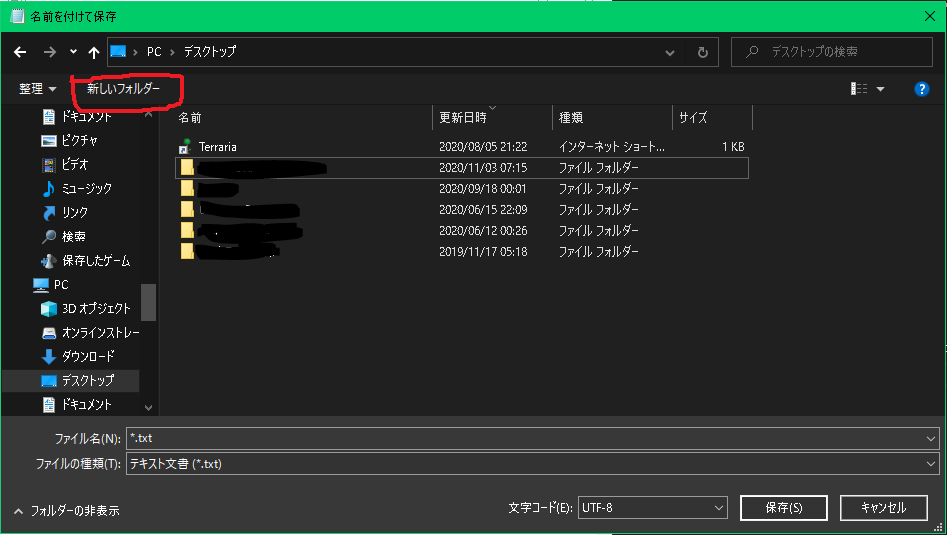 名前を付けて保存
PC デスクトップ
デスクトップの検索
整理 新しいフォルダー
名前 更新日時 種類 サイズ
ドキュメント
ピクチャ
ビデオ
ミュージック
リンク
検索
保存したゲーム
PC
3D オブジェクト
オンラインストレー
ダウンロード
デスクトップ
ドキュメント
Terraria 2020/08/05 21:22 インターネット ショート... 1 KB
2020/11/03 07:15 ファイル フォルダー
2020/09/18 00:01 ファイル フォルダー
2020/06/15 22:09 ファイル フォルダー
2020/06/12 00:26 ファイル フォルダー
2019/11/17 05:18 ファイル フォルダー
ファイル名(N): *.txt
ファイルの種類(T): テキスト文書 (*.txt)
フォルダーの非表示
文字コード(E): UTF-8 保存(S) キャンセル